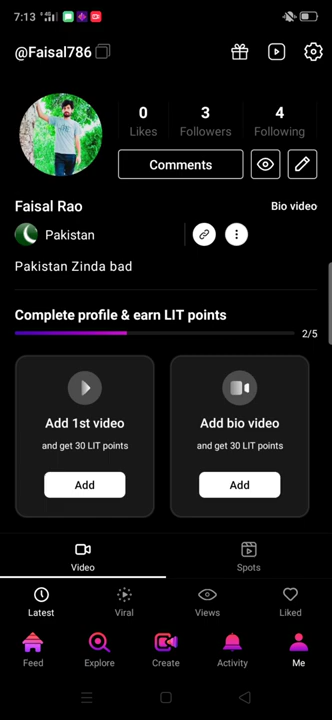 7:13
@Faisal786
0 3 4
Likes Followers Following
Comments
Faisal Rao Bio video
Pakistan
Pakistan Zinda bad
Complete profile & earn LIT points
2/5
Add 1st video Add bio video
and get 30 LIT points and get 30 LIT points
Add Add
Video Spots
Latest Viral Views Liked
Feed Explore Create Activity Me